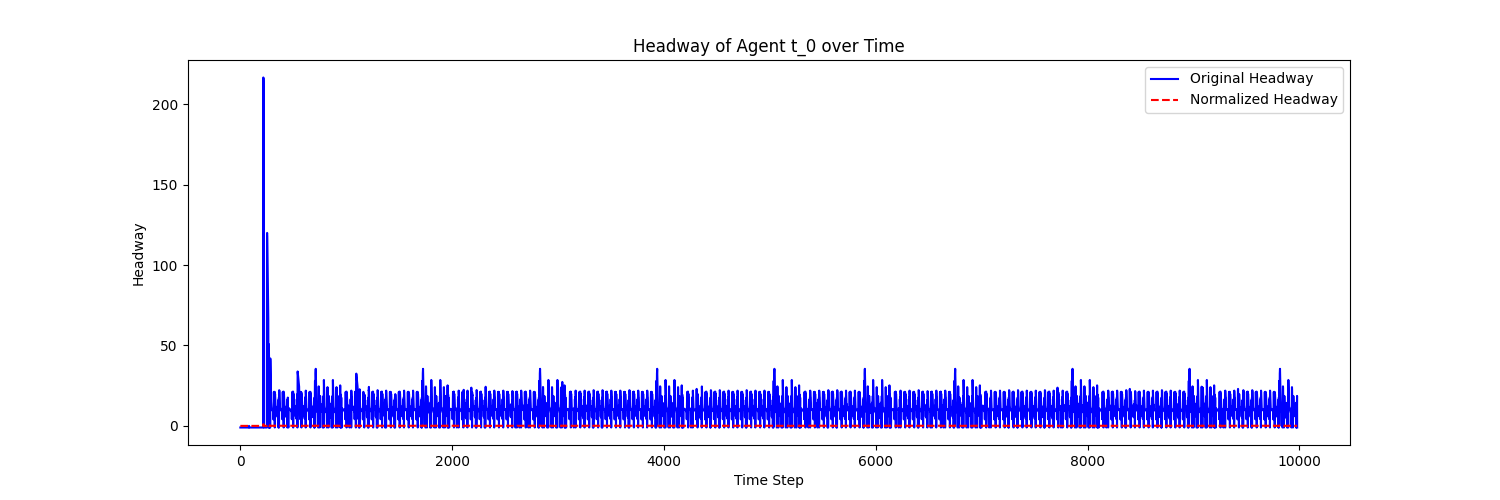 Headway of Agent t_0 over Time
Original Headway
Normalized Headway
200
150
100
50
0
Headway
0
2000
4000
6000
8000
10000
Time Step